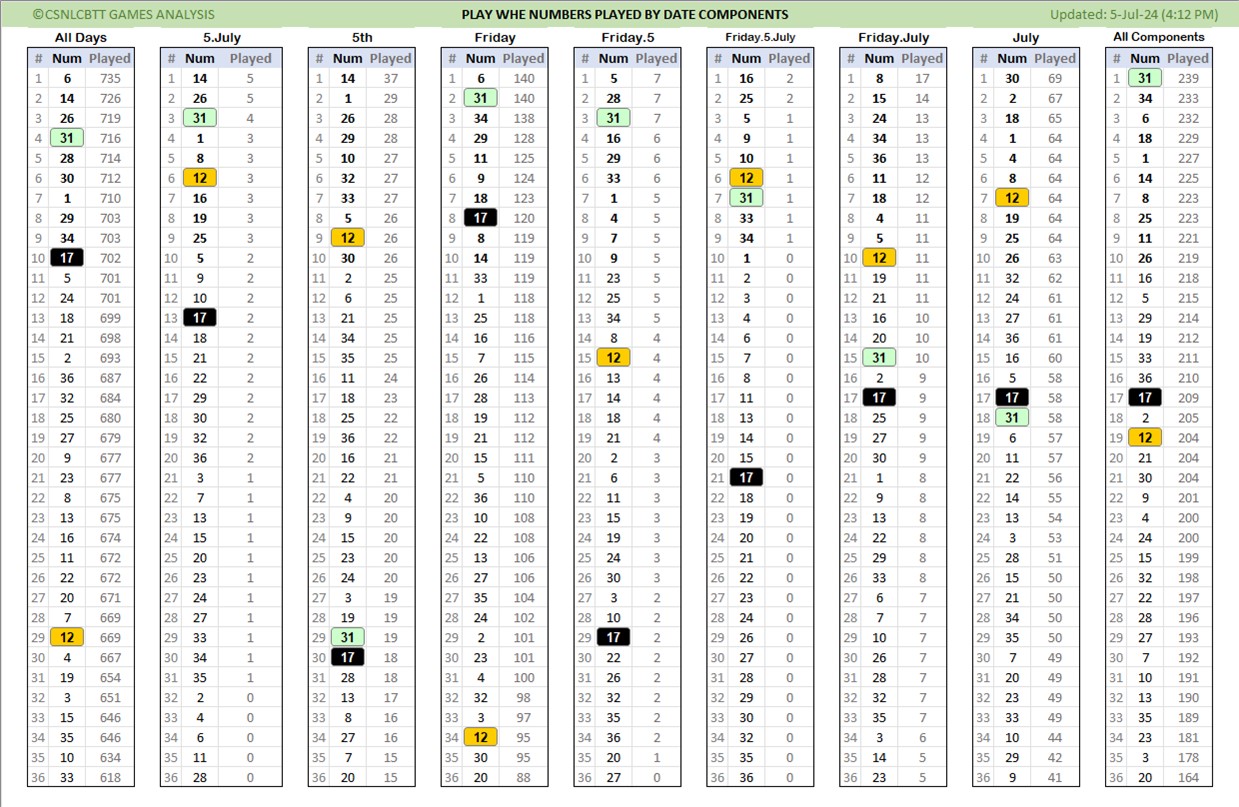 ©CSNLCBTT GAMES ANALYSIS PLAY WHE NUMBERS PLAYED BY DATE COMPONENTS Updated: 5-Jul-24 (4:12 PM)
All Days 5.July 5th Friday Friday.5 Friday.5.July Friday.July July All Components
# Num Played # Num Played # Num Played # Num Played # Num Played # Num Played # Num Played # Num Played # Num Played
1 6 735 1 14 5 1 14 37 1 6 140 1 5 7 1 16 2 1 8 17 1 30 69 1 31 239
2 14 726 2 26 5 2 1 29 2 31 140 2 28 7 2 25 2 2 15 14 2 2 67 2 34 233
3 26 719 3 31 4 3 26 28 3 34 138 3 31 7 3 5 1 3 24 13 3 18 65 3 6 232
4 31 716 4 1 3 4 29 28 4 29 128 4 16 6 4 9 1 4 34 13 4 1 64 4 18 229
5 28 714 5 8 3 5 10 27 5 11 125 5 29 6 5 10 1 5 36 13 5 4 64 5 1 227
6 30 712 6 12 3 6 32 27 6 9 124 6 33 6 6 12 1 6 11 12 6 8 64 6 14 225
7 1 710 7 16 3 7 33 27 7 18 123 7 1 5 7 31 1 7 18 12 7 12 64 7 8 223
8 29 703 8 19 3 8 5 26 8 17 120 8 4 5 8 33 1 8 4 11 8 19 64 8 25 223
9 34 703 9 25 3 9 12 26 9 8 119 9 7 5 9 34 1 9 5 11 9 25 64 9 11 221
10 17 702 10 5 2 10 30 26 10 14 119 10 9 5 10 1 0 10 12 11 10 26 63 10 26 219
11 5 701 11 9 2 11 2 25 11 33 119 11 23 5 11 2 0 11 19 11 11 32 62 11 16 218
12 24 701 12 10 2 12 6 25 12 1 118 12 25 5 12 3 0 12 21 11 12 24 61 12 5 215
13 18 699 13 17 2 13 21 25 13 25 118 13 34 5 13 4 0 13 16 10 13 27 61 13 29 214
14 21 698 14 18 2 14 34 25 14 16 116 14 8 4 14 6 0 14 20 10 14 36 61 14 19 212
15 2 693 15 21 2 15 35 25 15 7 115 15 12 4 15 7 0 15 31 10 15 16 60 15 33 211
16 36 687 16 22 2 16 11 24 16 26 114 16 13 4 16 8 0 16 2 9 16 5 58 16 36 210
17 32 684 17 29 2 17 18 23 17 28 113 17 14 4 17 11 0 17 17 9 17 17 58 17 17 209
18 25 680 18 30 2 18 25 22 18 19 112 18 18 4 18 13 0 18 25 9 18 31 58 18 2 205
19 27 679 19 32 2 19 36 22 19 21 112 19 21 4 19 14 0 19 27 9 19 6 57 19 12 204
20 9 677 20 36 2 20 16 21 20 15 111 20 2 3 20 15 0 20 30 9 20 11 57 20 21 204
21 23 677 21 3 1 21 22 21 21 5 110 21 6 3 21 17 0 21 1 8 21 22 56 21 30 204
22 8 675 22 7 1 22 4 20 22 36 110 22 11 3 22 18 0 22 9 8 22 14 55 22 9 201
23 13 675 23 13 1 23 9 20 23 10 108 23 15 3 23 19 0 23 13 8 23 13 54 23 4 200
24 16 674 24 15 1 24 15 20 24 22 108 24 19 3 24 20 0 24 22 8 24 3 53 24 24 200
25 11 672 25 20 1 25 23 20 25 13 106 25 24 3 25 21 0 25 29 8 25 28 51 25 15 199
26 22 672 26 23 1 26 24 20 26 27 106 26 30 3 26 22 0 26 33 8 26 15 50 26 32 198
27 20 671 27 24 1 27 3 19 27 35 104 27 3 2 27 23 0 27 6 7 27 21 50 27 22 197
28 7 669 28 27 1 28 19 19 28 24 102 28 10 2 28 24 0 28 7 7 28 34 50 28 28 196
29 12 669 29 33 1 29 31 19 29 2 101 29 17 2 29 26 0 29 10 7 29 35 50 29 27 193
30 4 667 30 34 1 30 17 18 30 23 101 30 22 2 30 27 0 30 26 7 30 7 49 30 7 192
31 19 654 31 35 1 31 28 18 31 4 100 31 26 2 31 28 0 31 28 7 31 20 49 31 10 191
32 3 651 32 2 0 32 13 17 32 32 98 32 32 2 32 29 0 32 32 7 32 23 49 32 13 190
33 15 646 33 4 0 33 8 16 33 3 97 33 35 2 33 30 0 33 35 7 33 33 49 33 35 189
34 35 646 34 6 0 34 27 16 34 12 95 34 36 2 34 32 0 34 3 6 34 10 44 34 23 181
35 10 634 35 11 0 35 7 15 35 30 95 35 20 1 35 35 0 35 14 5 35 29 42 35 3 178
36 33 618 36 28 0 36 20 15 36 20 88 36 27 0 36 36 0 36 23 5 36 9 41 36 20 164